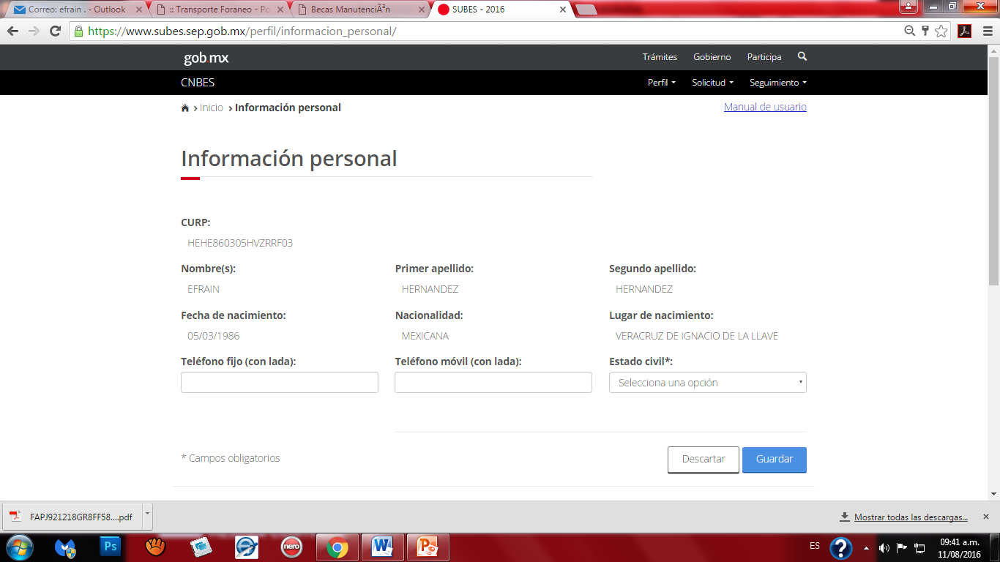 Correo: efrain . - Outlook
:: Transporte Foraneo - Po
Becas ManutenciÃ³n
SUBES - 2016
https://www.subes.sep.gob.mx/perfil/informacion_personal/
gob.mx
Trámites Gobierno Participa
CNBES
Perfil Solicitud Seguimiento
Inicio Información personal
Manual de usuario
Información personal
CURP:
HEHE860305HVZRRF03
Nombre(s): Primer apellido: Segundo apellido:
EFRAIN HERNANDEZ HERNANDEZ
Fecha de nacimiento: Nacionalidad: Lugar de nacimiento:
05/03/1986 MEXICANA VERACRUZ DE IGNACIO DE LA LLAVE
Teléfono fijo (con lada): Teléfono móvil (con lada): Estado civil*:
Selecciona una opción
* Campos obligatorios
Descartar Guardar
FAPJ921218GR8FF58....pdf
Mostrar todas las descargas...
Ps
nero
W
P
ES
09:41 a.m.
11/08/2016